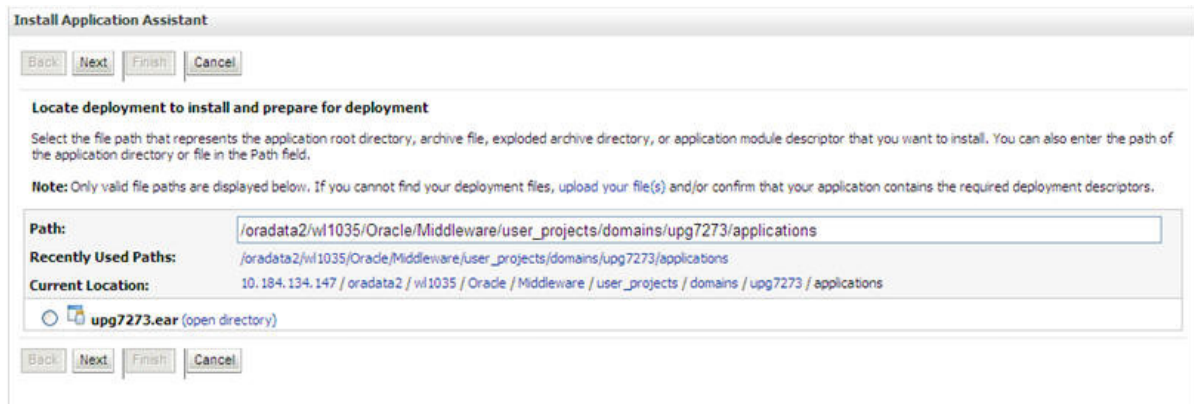 Install Application Assistant
Back Next Finish Cancel
Locate deployment to install and prepare for deployment
Select the file path that represents the application root directory, archive file, exploded archive directory, or application module descriptor that you want to install. You can also enter the path of
the application directory or file in the Path field.
Note: Only valid file paths are displayed below. If you cannot find your deployment files, upload your file(s) and/or confirm that your application contains the required deployment descriptors.
Path: /oradata2/wl1035/Oracle/Middleware/user_projects/domains/upg7273/applications
Recently Used Paths: /oradata2/wl1035/Oracle/Middleware/user_projects/domains/upg7273/applications
Current Location: 10.184.134.147 / oradata2 / wl1035 / Oracle / Middleware / user_projects / domains / upg7273 / applications
upg7273.ear (open directory)
Back Next Finish Cancel